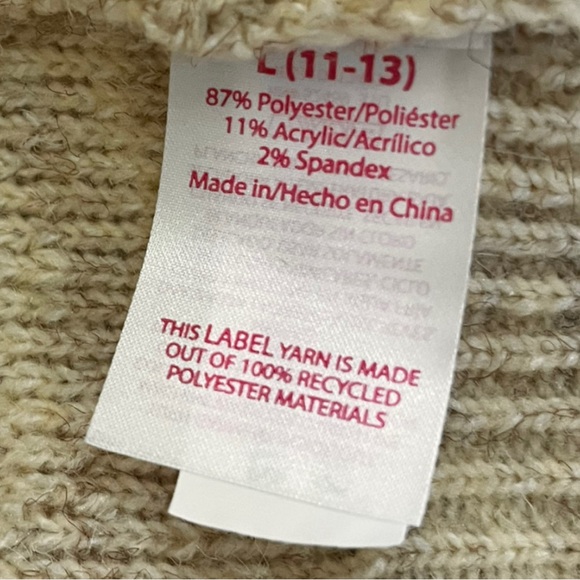 L (11-13)
87% Polyester/Poliéster
11% Acrylic/Acrílico
2% Spandex
Made in/Hecho en China
THIS LABEL YARN IS MADE
OUT OF 100% RECYCLED
POLYESTER MATERIALS